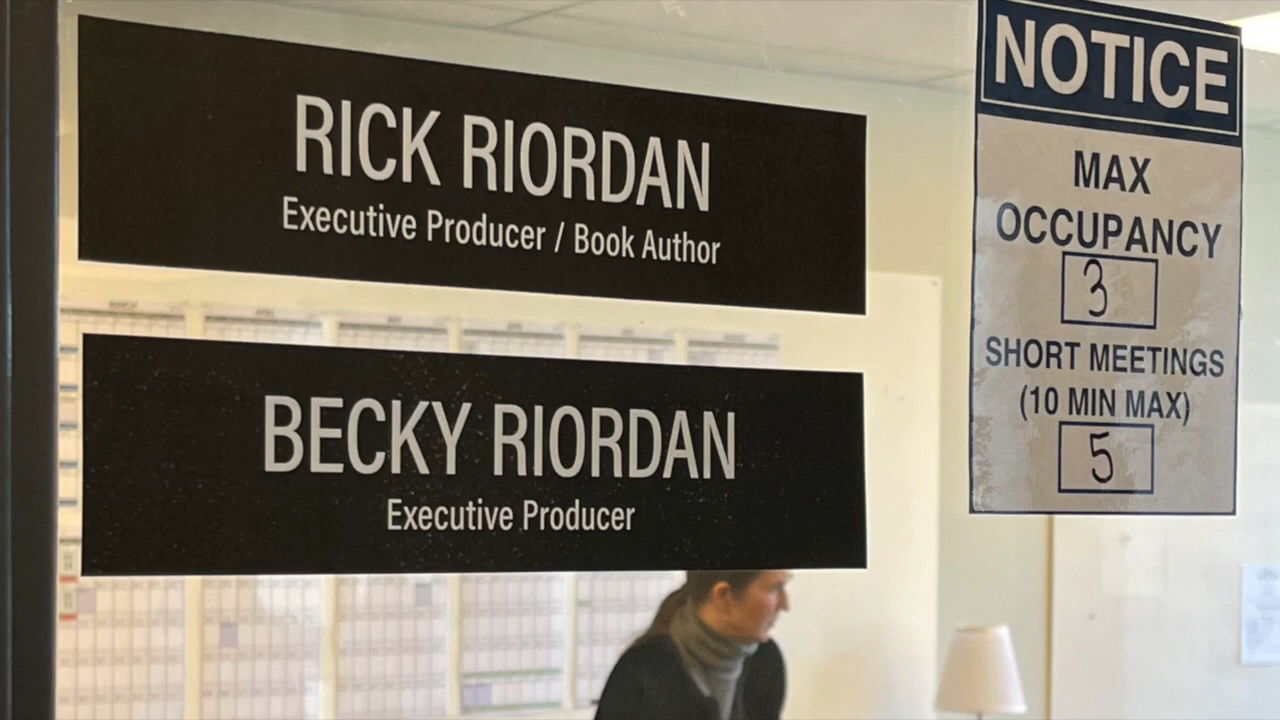 RICK RIORDAN
Executive Producer / Book Author
BECKY RIORDAN
Executive Producer
NOTICE
MAX
OCCUPANCY
3
SHORT MEETINGS
(10 MIN MAX)
5